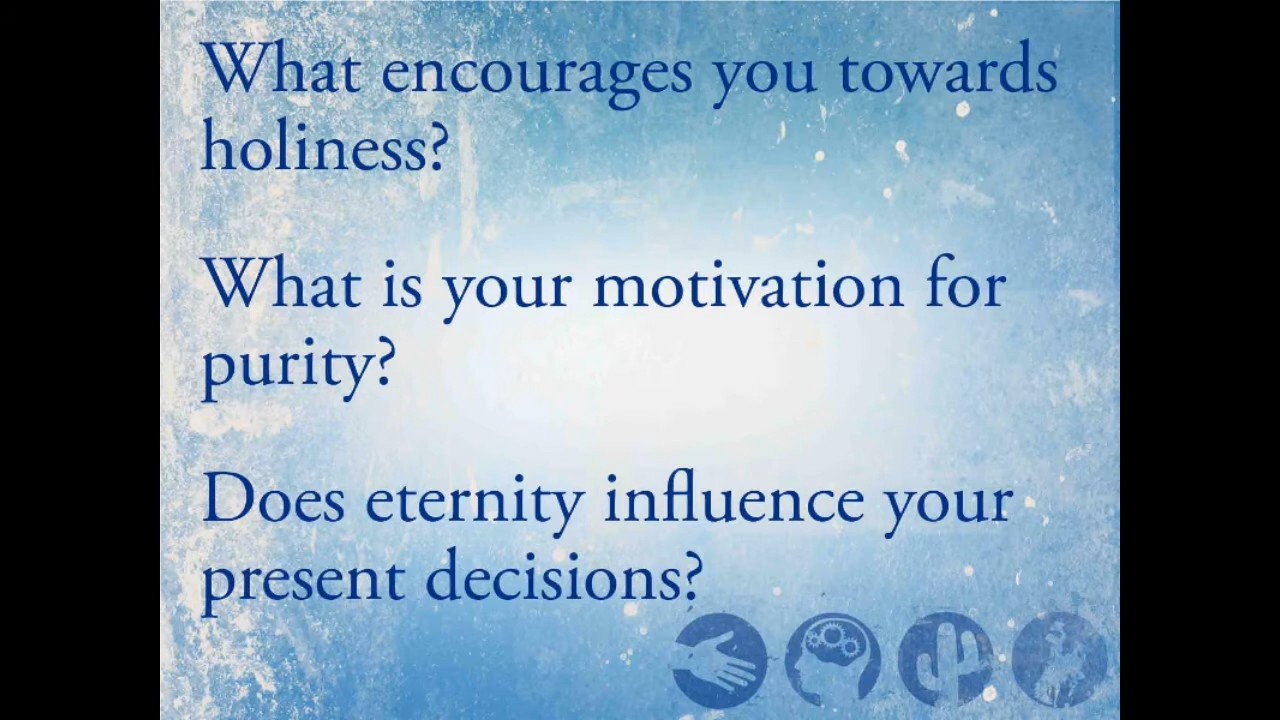 What encourages you towards
holiness?
What is your motivation for
purity?
Does eternity influence your
present decisions?